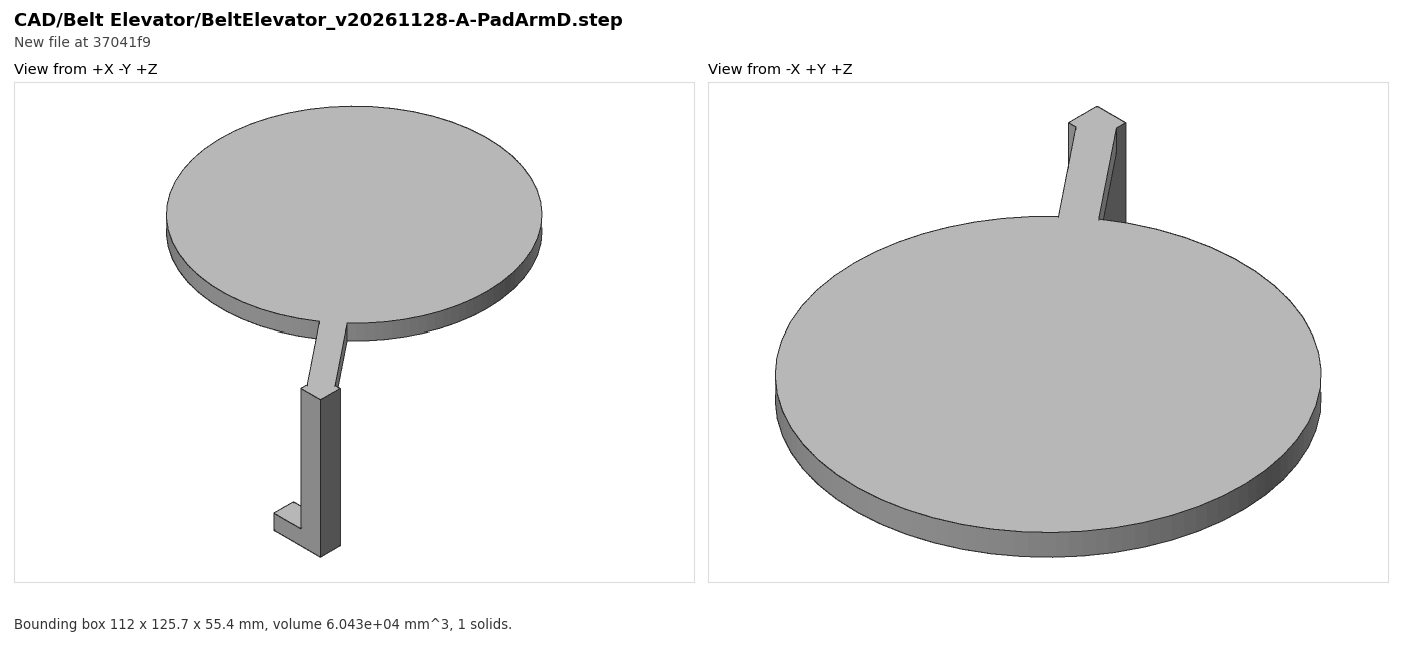 CAD/Belt Elevator/BeltElevator_v20261128-A-PadArmD.step
New file at 37041f9
View from +X -Y +Z
View from -X +Y +Z
Bounding box 112 x 125.7 x 55.4 mm, volume 6.043e+04 mm^3, 1 solids.